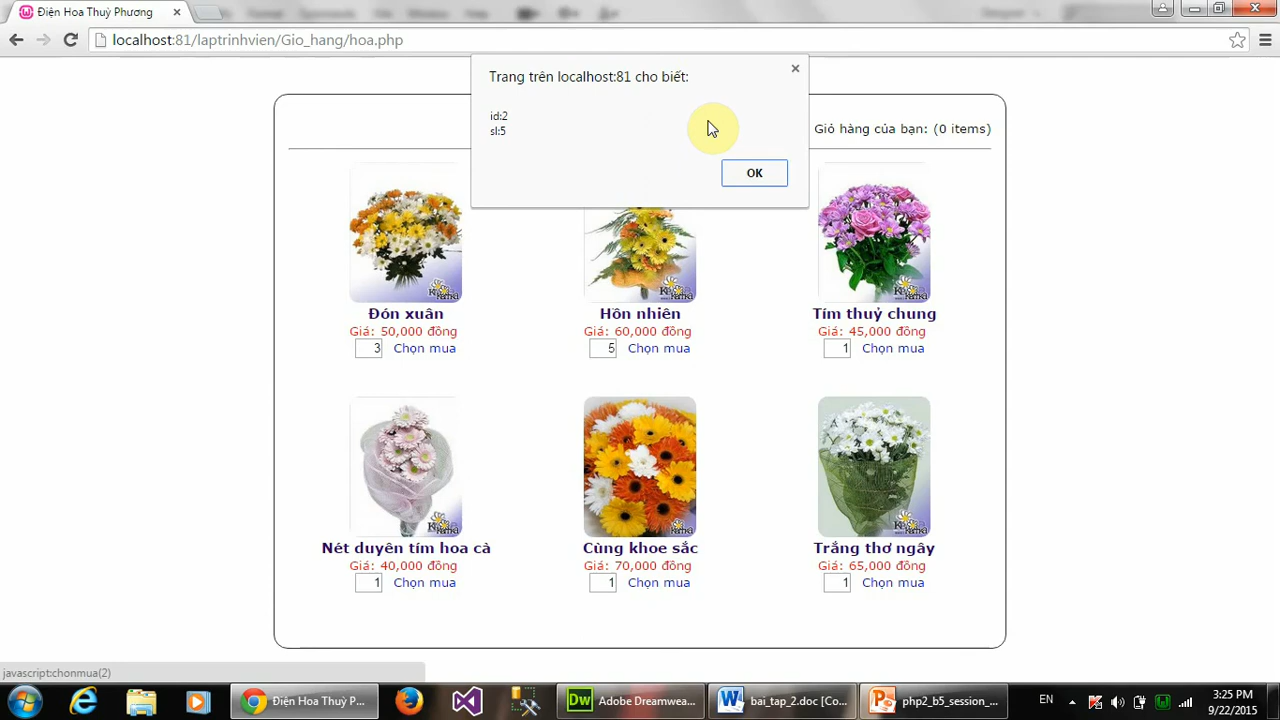 Điện Hoa Thuỳ Phương
localhost:81/laptrinhvien/Gio_hang/hoa.php
Trang trên localhost:81 cho biết:
id:2
sl:5
OK
Giỏ hàng của bạn: (0 items)
Đón xuân
Giá: 50,000 đồng
3 Chọn mua
Hồn nhiên
Giá: 60,000 đồng
5 Chọn mua
Tím thuỷ chung
Giá: 45,000 đồng
1 Chọn mua
Nét duyên tím hoa cà
Giá: 40,000 đồng
1 Chọn mua
Cùng khoe sắc
Giá: 70,000 đồng
1 Chọn mua
Trắng thơ ngây
Giá: 65,000 đồng
1 Chọn mua
javascript:chonmua(2)
Điện Hoa Thuỳ P...
Dw Adobe Dreamwea...
bai_tap_2.doc [Co...
php2_b5_session_...
EN
3:25 PM
9/22/2015